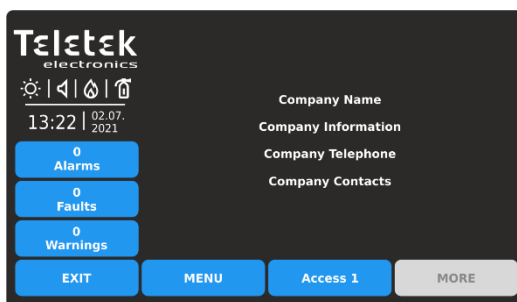 Teletek
electronics
13:22 02.07.
2021
0
Alarms
0
Faults
0
Warnings
Company Name
Company Information
Company Telephone
Company Contacts
EXIT MENU Access 1 MORE